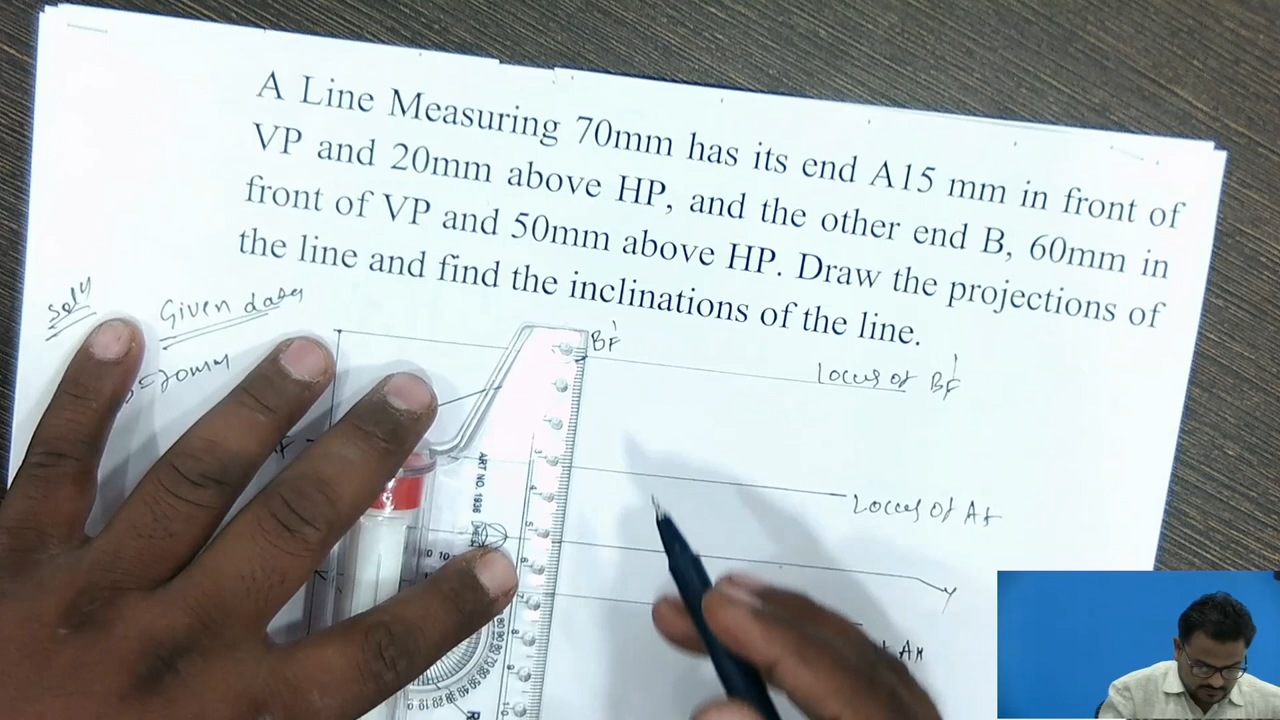 A Line Measuring 70mm has its end A15 mm in front of
VP and 20mm above HP, and the other end B, 60mm in
front of VP and 50mm above HP. Draw the projections of
the line and find the inclinations of the line.
Soln
Given data
=70mm
BF'
Locus of BF'
Locus of AF
ART NO. 1936
Y
AH